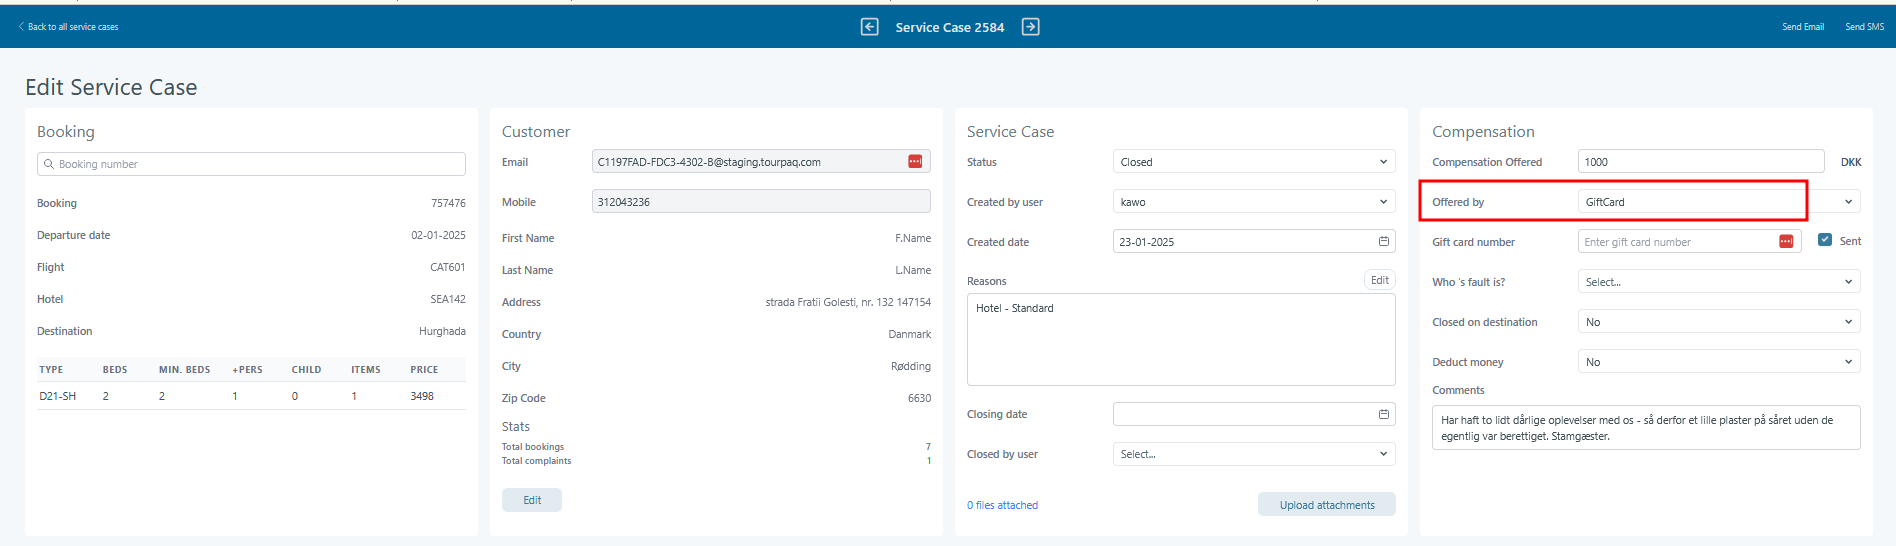 Back to all service cases
Service Case 2584
Send Email
Send SMS
Edit Service Case
Booking
Booking number
Booking 757476
Departure date 02-01-2025
Flight CAT601
Hotel SEA142
Destination Hurghada
TYPE BEDS MIN. BEDS +PERS CHILD ITEMS PRICE
D21-SH 2 2 1 0 1 3498
Customer
Email C1197FAD-FDC3-4302-B@staging.tourpaq.com
Mobile 312043236
First Name F.Name
Last Name L.Name
Address strada Fratii Golesti, nr. 132 147154
Country Danmark
City Rødding
Zip Code 6630
Stats
Total bookings 7
Total complaints 1
Edit
Service Case
Status Closed
Created by user kawo
Created date 23-01-2025
Reasons Edit
Hotel - Standard
Closing date
Closed by user Select...
0 files attached Upload attachments
Compensation
Compensation Offered 1000 DKK
Offered by GiftCard
Gift card number Enter gift card number Sent
Who 's fault is? Select...
Closed on destination No
Deduct money No
Comments
Har haft to lidt dårlige oplevelser med os - så derfor et lille plaster på såret uden de
egentlig var berettiget. Stamgæster.